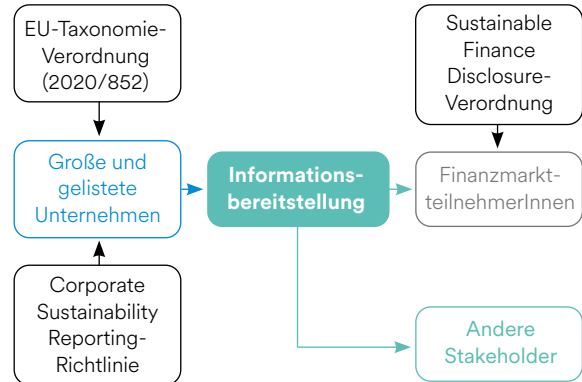 EU-Taxonomie-
Verordnung
(2020/852)
Sustainable
Finance
Disclosure-
Verordnung
Große und
gelistete
Unternehmen
Informations-
bereitstellung
Finanzmarkt-
teilnehmerInnen
Corporate
Sustainability
Reporting-
Richtlinie
Andere
Stakeholder